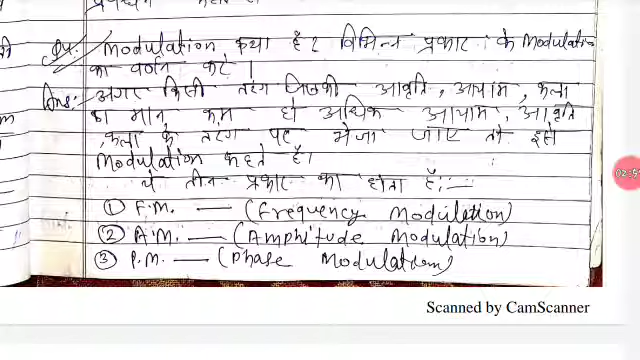 Q4. Modulation क्या है? विभिन्न प्रकार के Modulation
का वर्णन करे।
Ans:- अगर किसी तरंग जिसकी आवृति, आयाम, कला
का मान कम हो अधिक आयाम, आवृति
, कला के तरंग पर भेजा जाए तो इसे
Modulation कहते हैं।
ये तीन प्रकार का होता है:—
① F.M. — (Frequency Modulation)
② A.M. — (Amplitude Modulation)
③ P.M. — (Phase Modulation)
Scanned by CamScanner